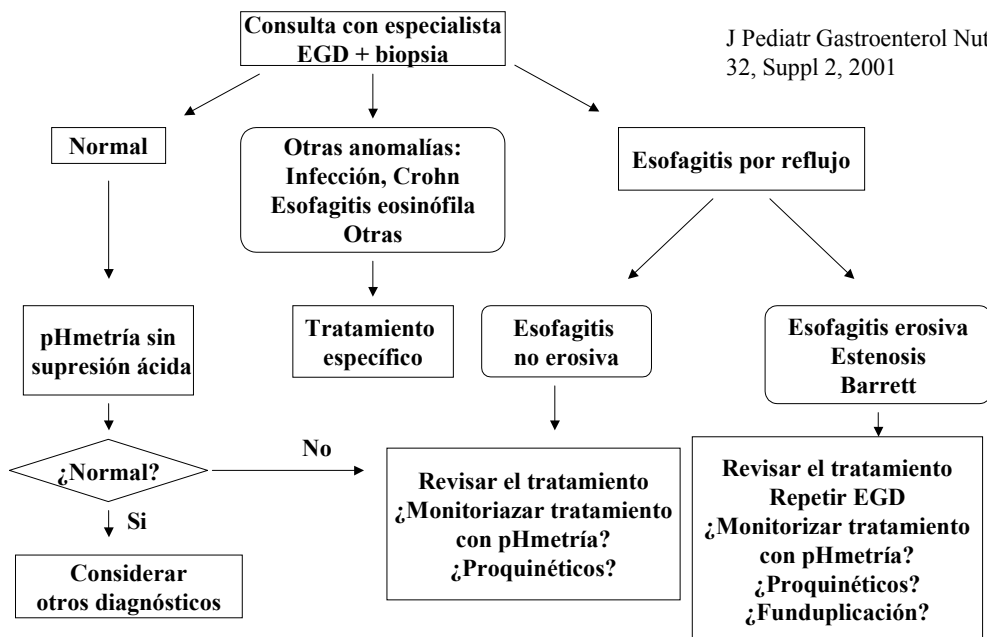 Consulta con especialista
EGD + biopsia
J Pediatr Gastroenterol Nut
32, Suppl 2, 2001
Normal
Otras anomalías:
Infección, Crohn
Esofagitis eosinófila
Otras
Esofagitis por reflujo
pHmetría sin
supresión ácida
Tratamiento
específico
Esofagitis
no erosiva
Esofagitis erosiva
Estenosis
Barrett
¿Normal?
No
Si
Considerar
otros diagnósticos
Revisar el tratamiento
¿Monitoriazar tratamiento
con pHmetría?
¿Proquinéticos?
Revisar el tratamiento
Repetir EGD
¿Monitorizar tratamiento
con pHmetría?
¿Proquinéticos?
¿Funduplicación?